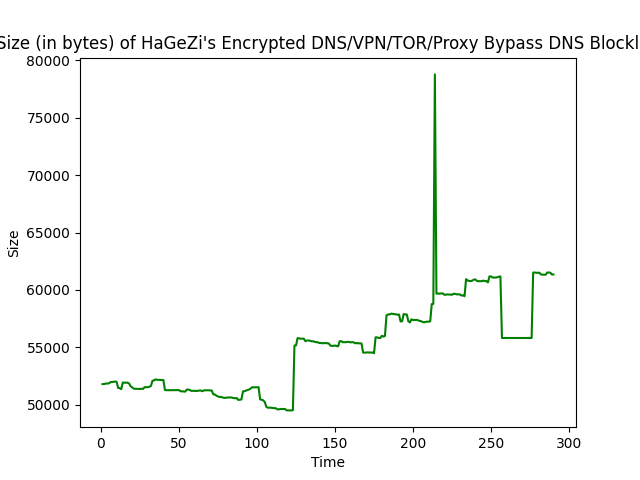 Size (in bytes) of HaGeZi's Encrypted DNS/VPN/TOR/Proxy Bypass DNS Blockl
80000
75000
70000
65000
60000
55000
50000
Size
0 50 100 150 200 250 300
Time